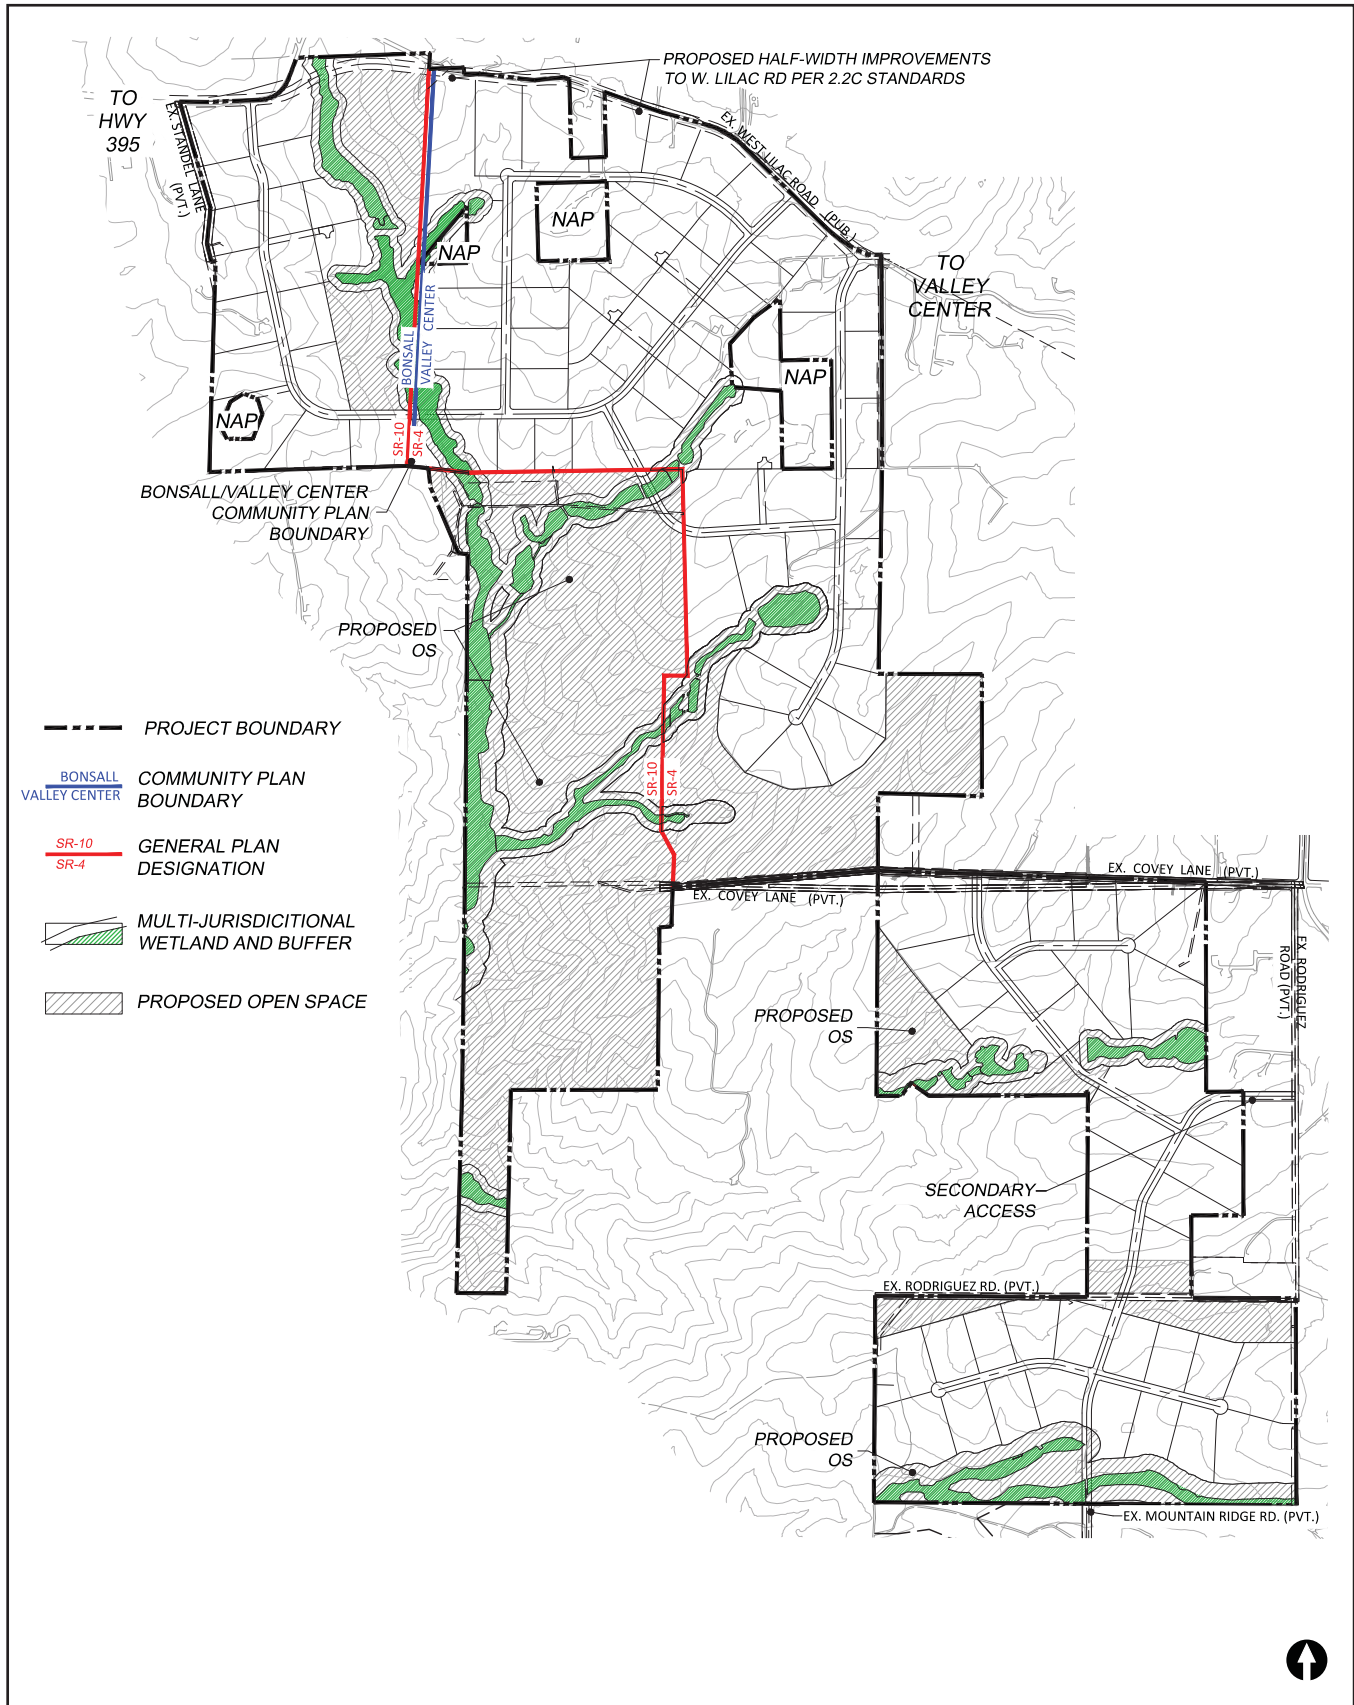 PROPOSED HALF-WIDTH IMPROVEMENTS
TO W. LILAC RD PER 2.2C STANDARDS
TO
HWY
395
EX. STANDEL LANE
(PVT.)
EX. WEST LILAC ROAD (PUB.)
NAP
NAP
TO
VALLEY
CENTER
BONSALL
VALLEY CENTER
NAP
NAP
SR-10
SR-4
BONSALL/VALLEY CENTER
COMMUNITY PLAN
BOUNDARY
PROPOSED
OS
PROJECT BOUNDARY
BONSALL
VALLEY CENTER
COMMUNITY PLAN
BOUNDARY
SR-10
SR-4
SR-10
SR-4
GENERAL PLAN
DESIGNATION
MULTI-JURISDICITIONAL
WETLAND AND BUFFER
PROPOSED OPEN SPACE
EX. COVEY LANE (PVT.)
EX. COVEY LANE (PVT.)
EX. RODRIGUEZ
ROAD (PVT.)
PROPOSED
OS
SECONDARY
ACCESS
EX. RODRIGUEZ RD. (PVT.)
PROPOSED
OS
EX. MOUNTAIN RIDGE RD. (PVT.)